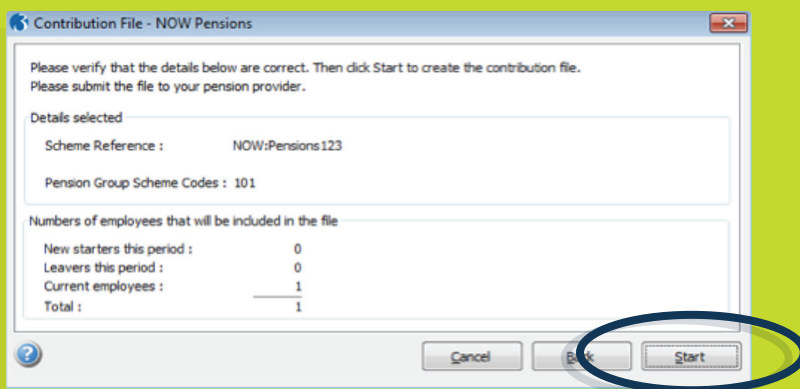 Contribution File - NOW Pensions
Please verify that the details below are correct. Then click Start to create the contribution file.
Please submit the file to your pension provider.
Details selected
Scheme Reference : NOW:Pensions123
Pension Group Scheme Codes : 101
Numbers of employees that will be included in the file
New starters this period : 0
Leavers this period : 0
Current employees : 1
Total : 1
? Cancel Back Start